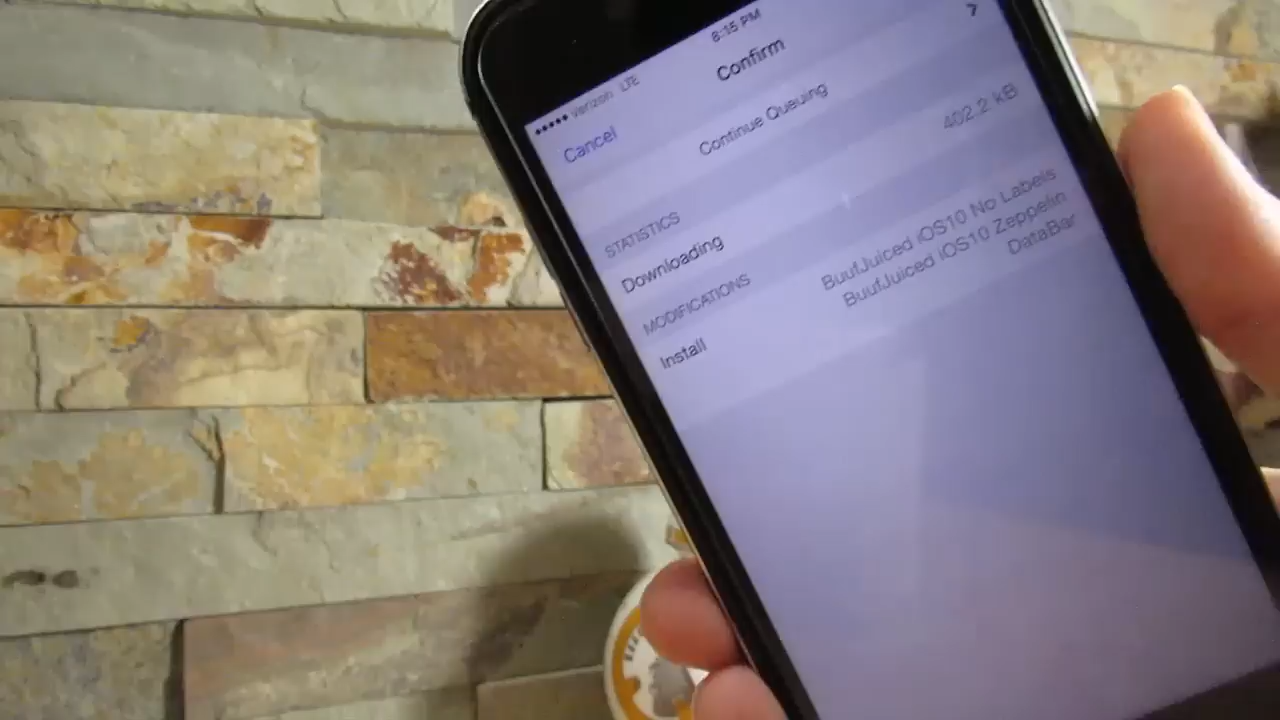 ●●●●● Verizon LTE
8:15 PM
Cancel
Confirm
Continue Queuing
STATISTICS
Downloading
402.2 kB
MODIFICATIONS
Install
BuufJuiced iOS10 No Labels
BuufJuiced iOS10 Zeppelin
DataBar